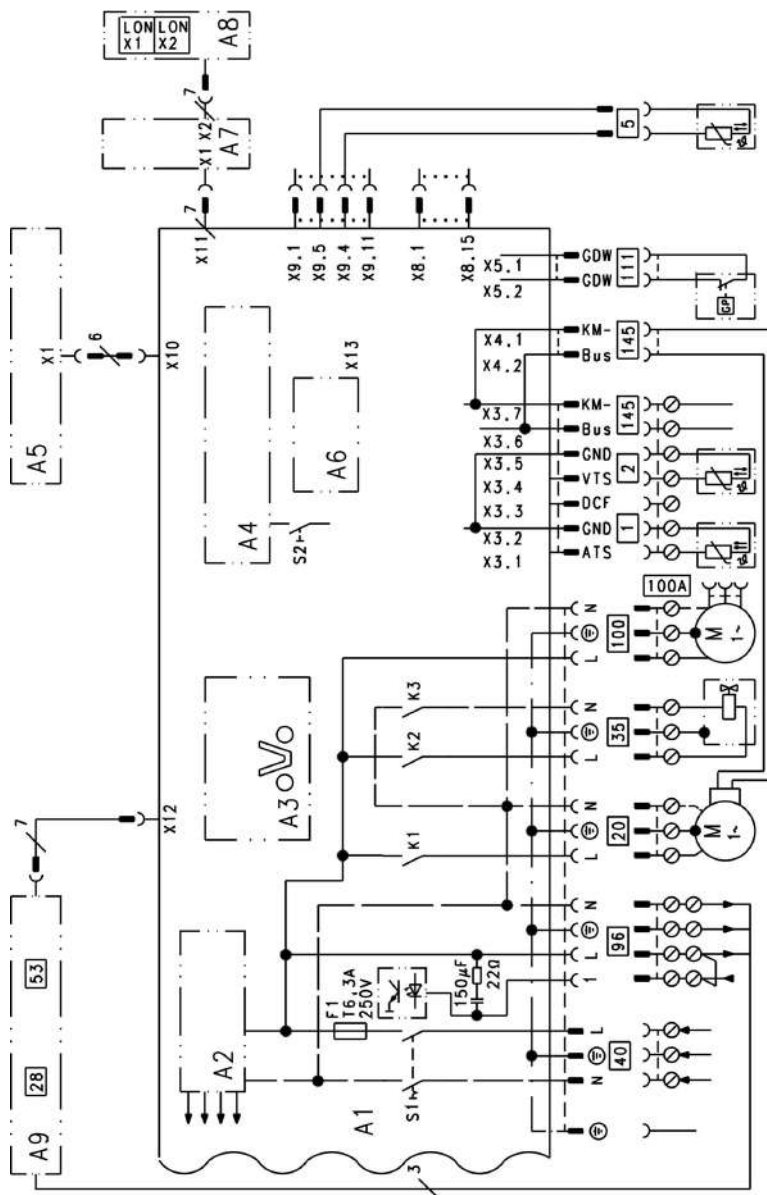 LON X1
LON X2
A8
7
X1 X2
A7
7
X11
5
A5
X1
6
X10
A4
S2
A6
X13
X9.1
X9.5
X9.4
X9.11
X8.1
X8.15
X5.1
X5.2
GDW
GDW
111
GP
X4.1
X4.2
KM-
Bus
145
X3.7
X3.6
X3.5
X3.4
X3.3
X3.2
X3.1
KM-
Bus
145
GND
VTS
2
DCF
GND
1
ATS
A3
X12
7
K3
K2
K1
N
L
100
100A
M
1~
N
L
35
N
L
20
M
1~
N
L
1
96
A9
28
53
A2
A1
F1
T6,3A
250V
150µF
22Ω
S1
L
N
40
3